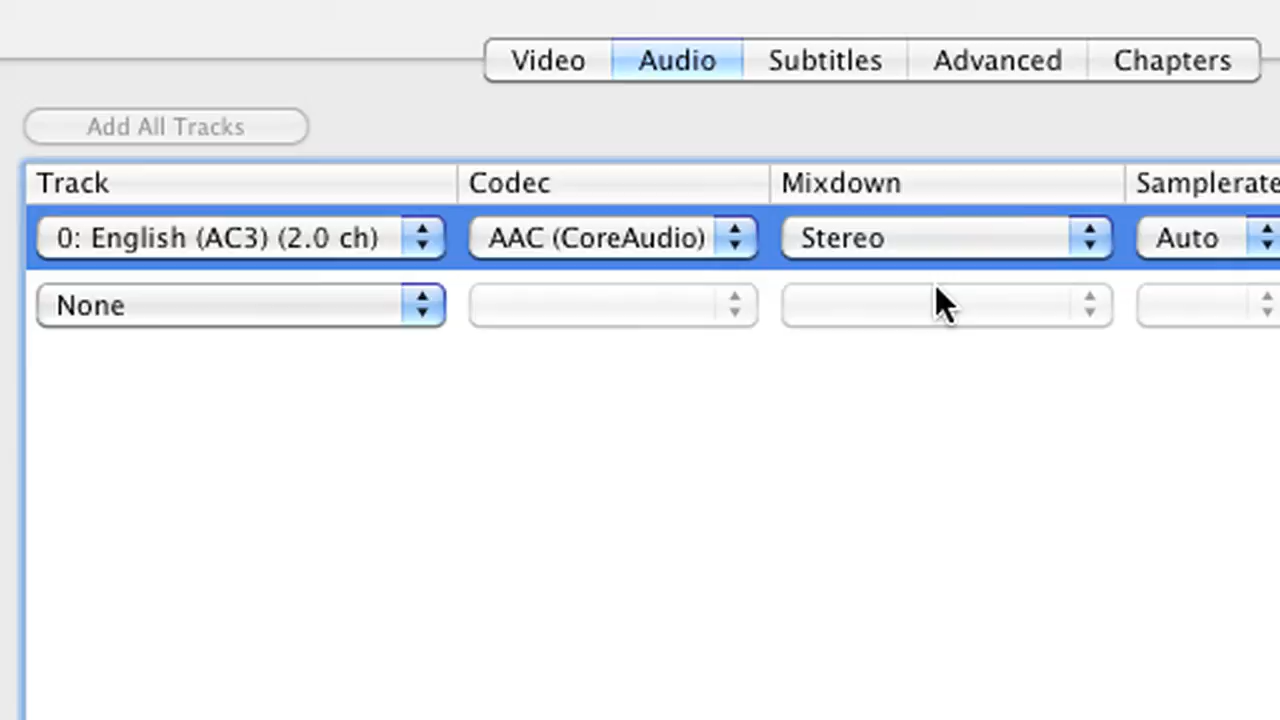 Video Audio Subtitles Advanced Chapters
Add All Tracks
Track Codec Mixdown Samplerate
0: English (AC3) (2.0 ch) AAC (CoreAudio) Stereo Auto
None